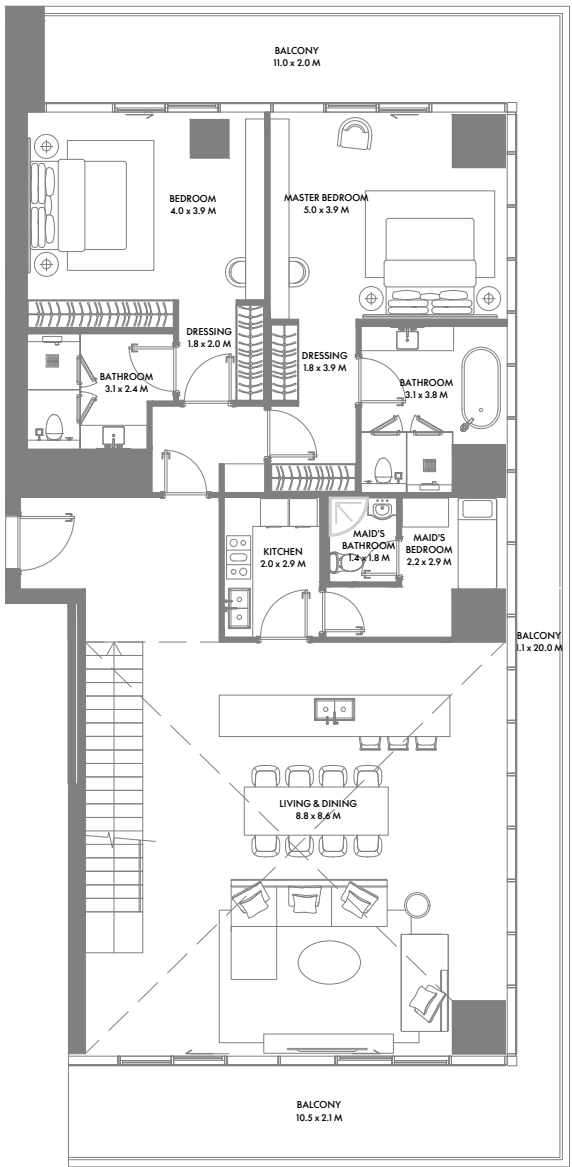 BALCONY
11.0 x 2.0 M
BEDROOM
4.0 x 3.9 M
MASTER BEDROOM
5.0 x 3.9 M
DRESSING
1.8 x 2.0 M
DRESSING
1.8 x 3.9 M
BATHROOM
3.1 x 2.4 M
BATHROOM
3.1 x 3.8 M
KITCHEN
2.0 x 2.9 M
MAID'S
BATHROOM
1.4 x 1.8 M
MAID'S
BEDROOM
2.2 x 2.9 M
BALCONY
1.1 x 20.0 M
LIVING & DINING
8.8 x 8.6 M
BALCONY
10.5 x 2.1 M